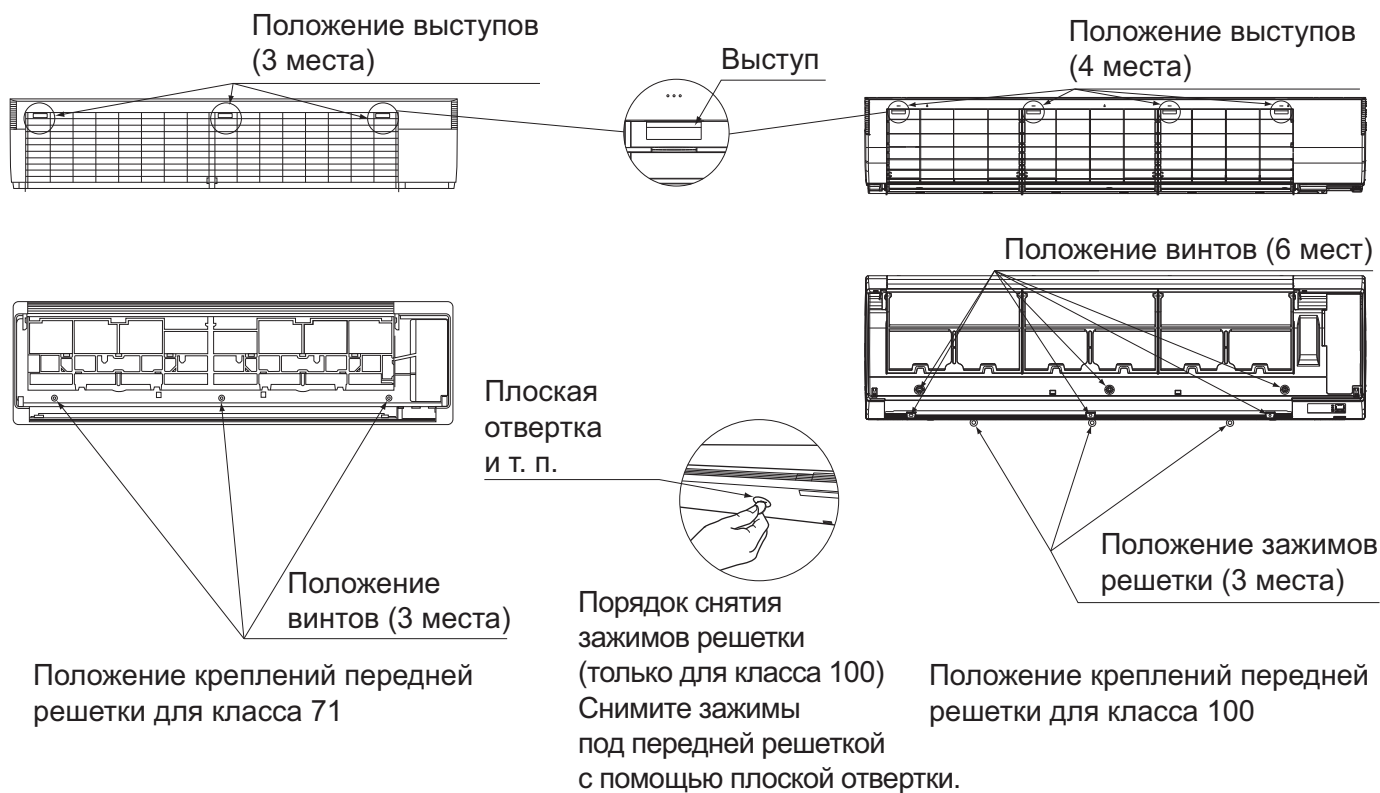 Положение выступов
(3 места)
Выступ
Положение выступов
(4 места)
Положение винтов (6 мест)
Плоская
отвертка
и т. п.
Положение
винтов (3 места)
Положение зажимов
решетки (3 места)
Положение креплений передней
решетки для класса 71
Порядок снятия
зажимов решетки
(только для класса 100)
Снимите зажимы
под передней решеткой
с помощью плоской отвертки.
Положение креплений передней
решетки для класса 100